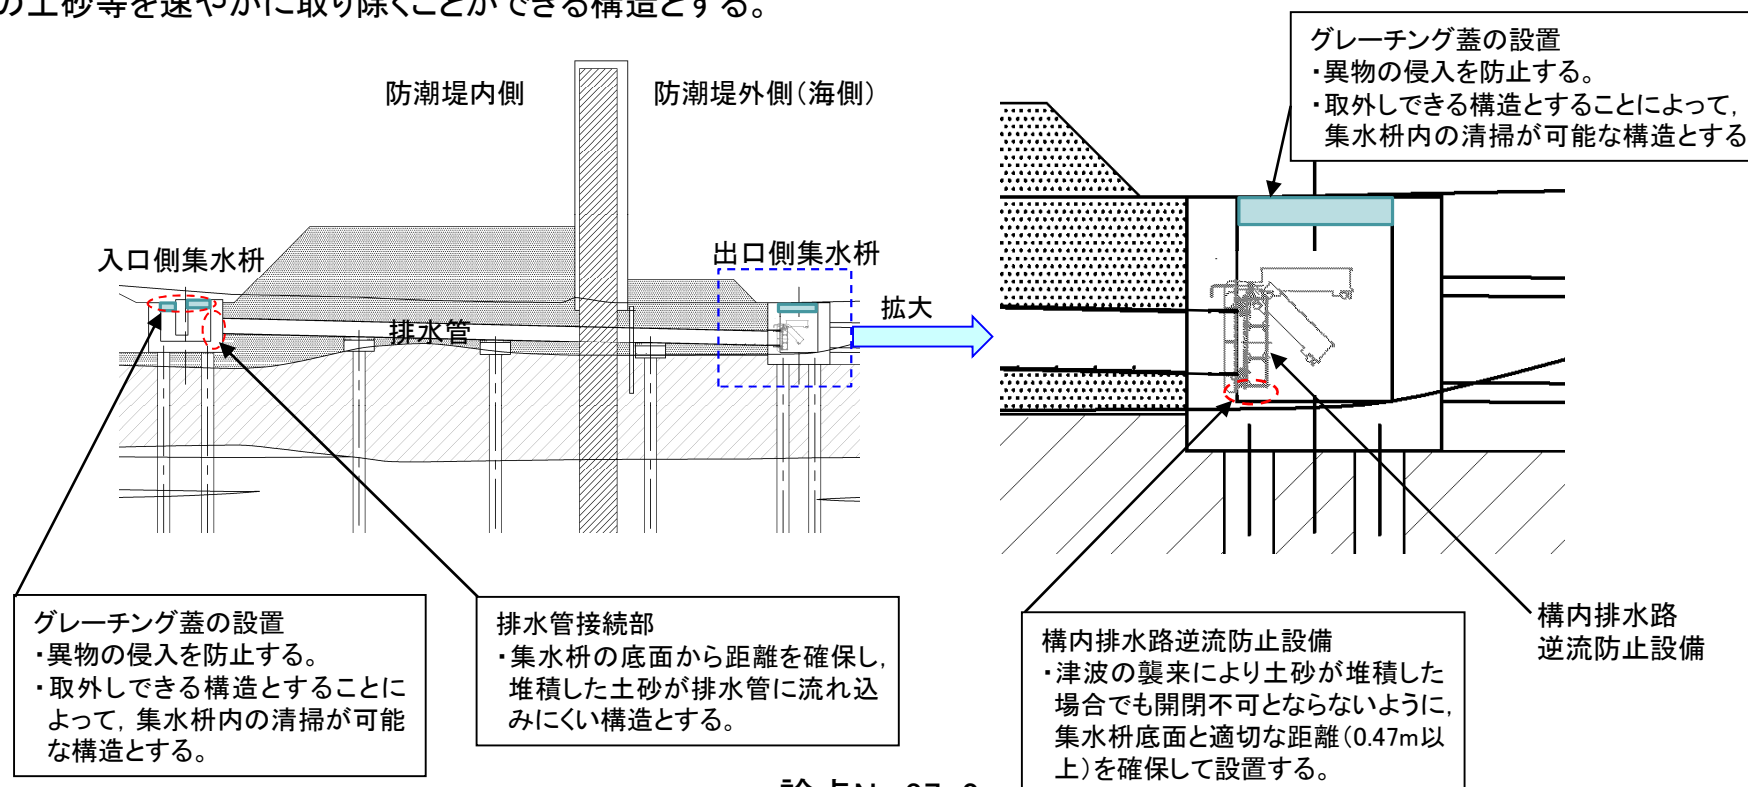 の土砂等を速やかに取り除くことができる構造とする。
防潮堤内側
防潮堤外側(海側)
入口側集水枡
出口側集水枡
排水管
拡大
グレーチング蓋の設置
・異物の侵入を防止する。
・取外しできる構造とすることによって，
集水枡内の清掃が可能な構造とする
グレーチング蓋の設置
・異物の侵入を防止する。
・取外しできる構造とすることに
よって，集水枡内の清掃が可能
な構造とする。
排水管接続部
・集水枡の底面から距離を確保し，
堆積した土砂が排水管に流れ込
みにくい構造とする。
構内排水路逆流防止設備
・津波の襲来により土砂が堆積した
場合でも開閉不可とならないように，
集水枡底面と適切な距離(0.47m以
上)を確保して設置する。
構内排水路
逆流防止設備